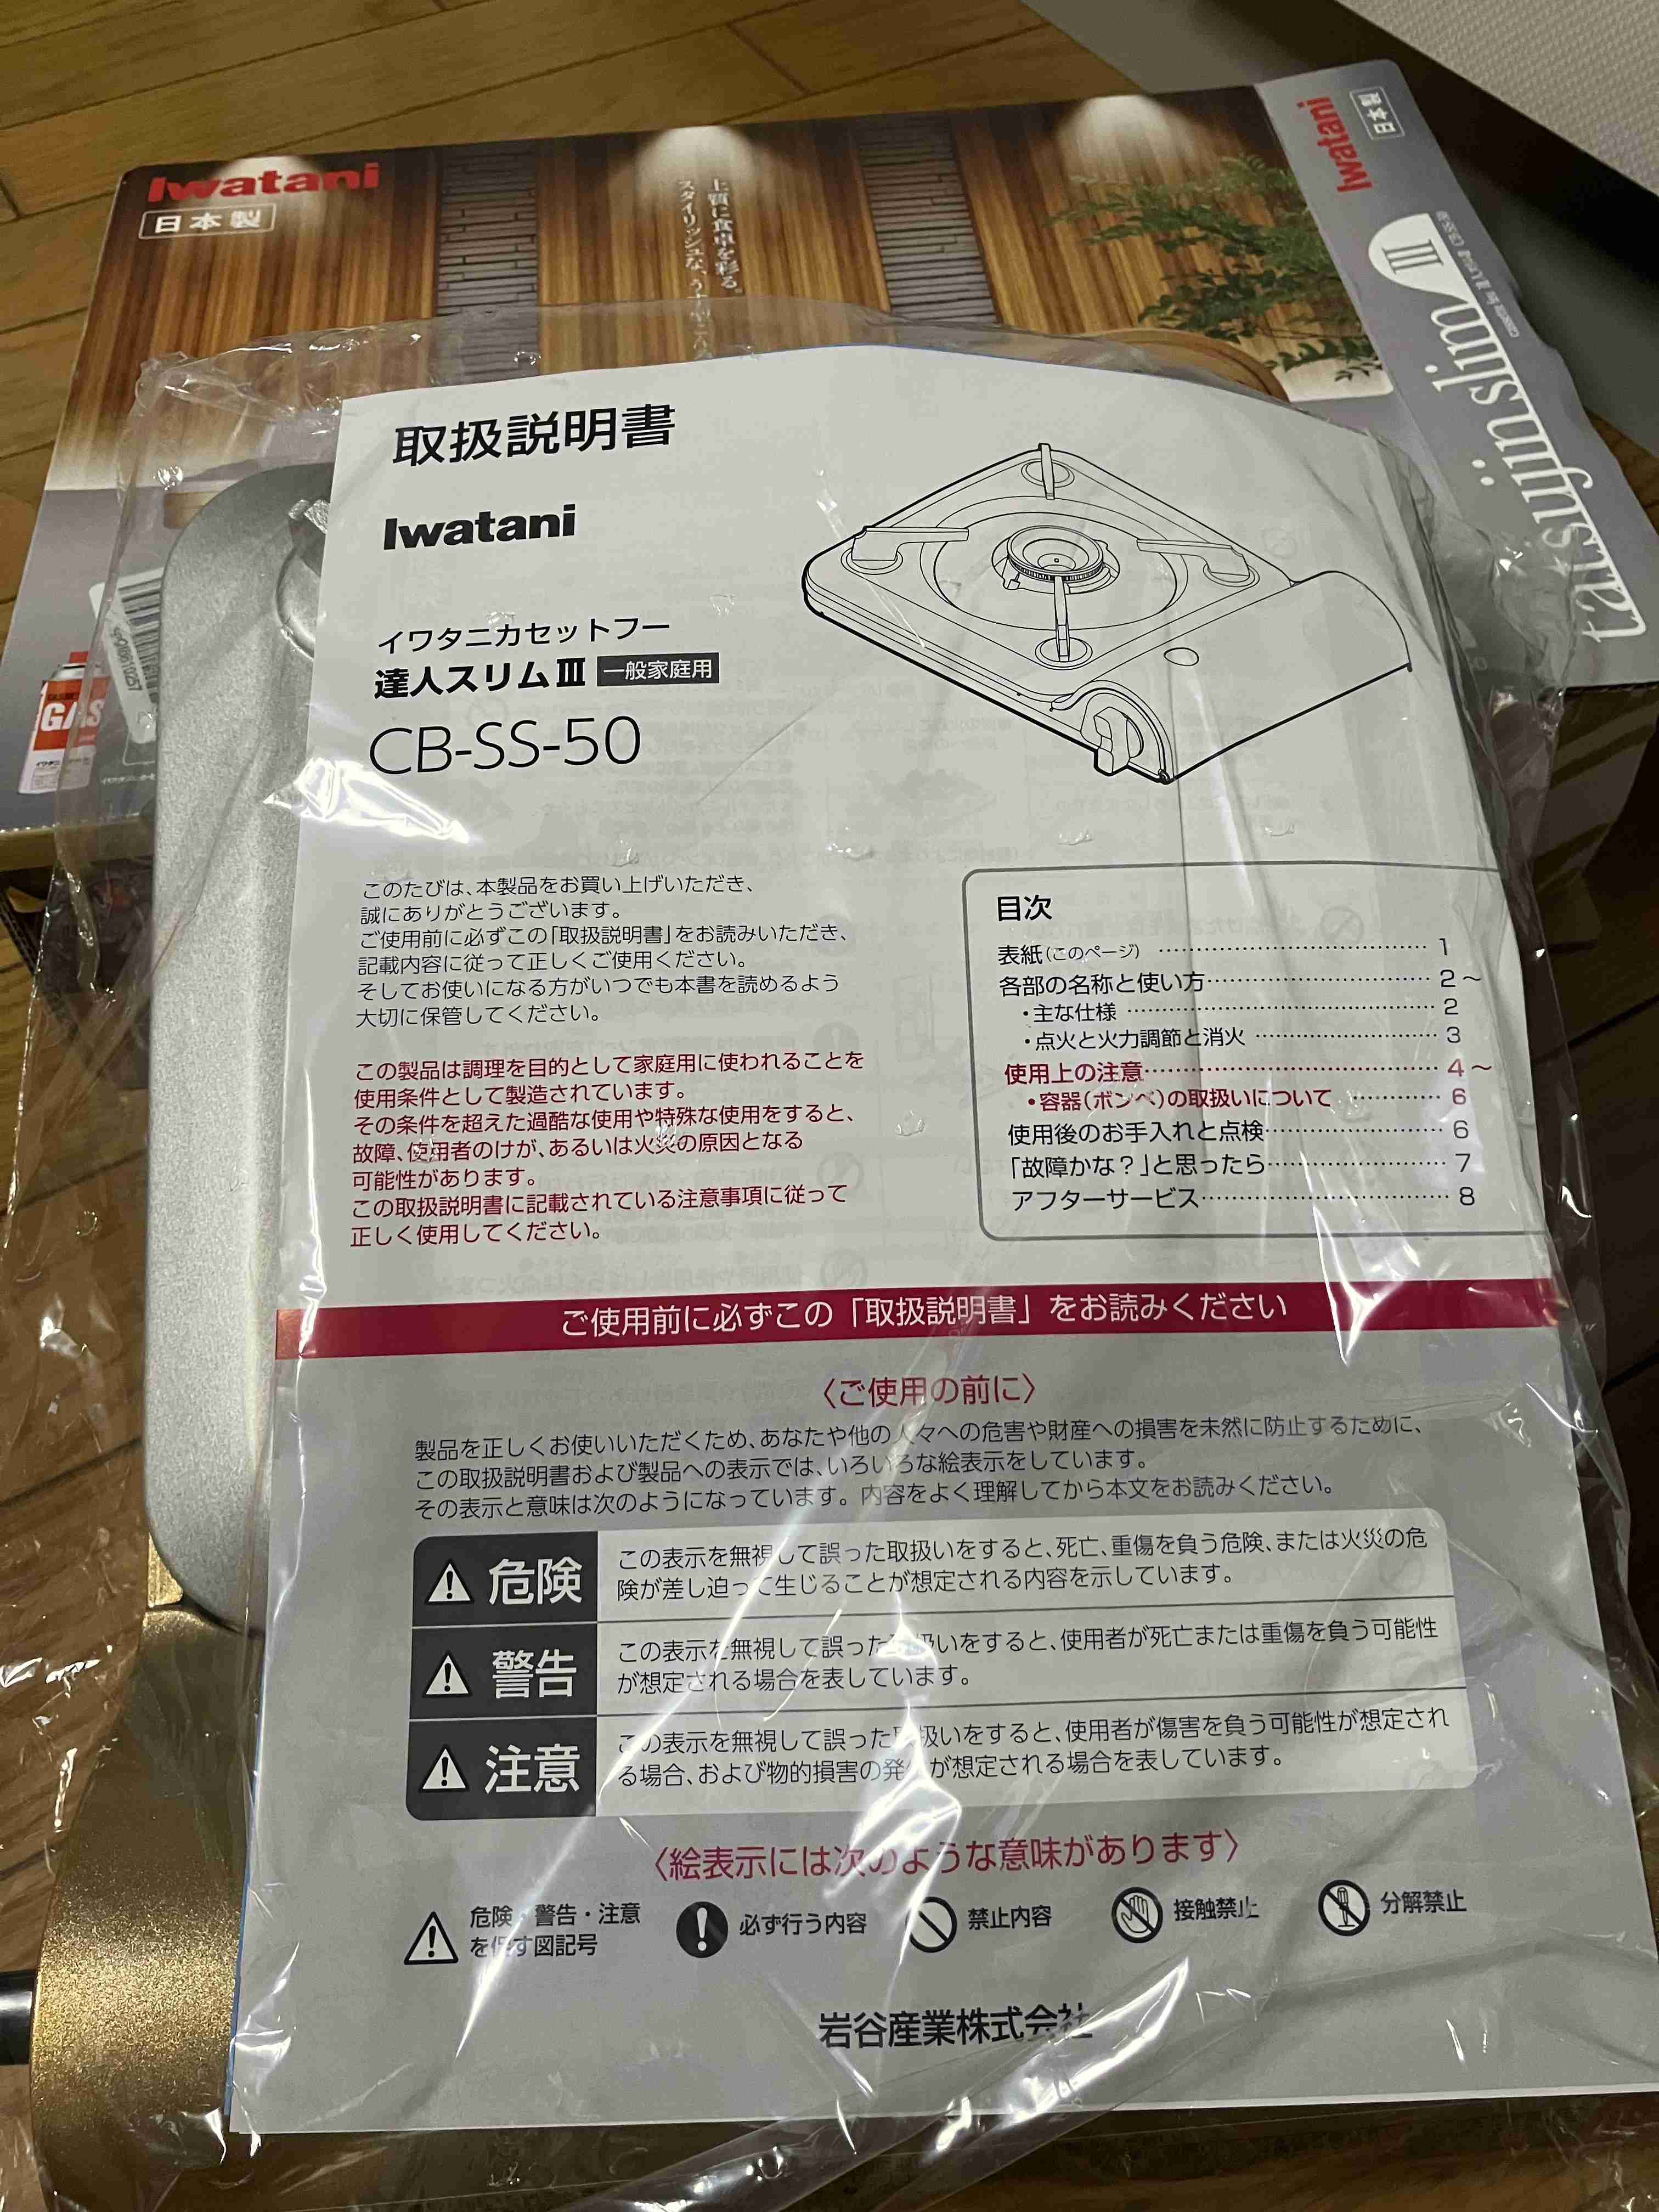 Iwatani
日本製
上質に食卓を彩る。
スタイリッシュな、うす型
Iwatani
日本製
tatsujin slim III
取扱説明書
Iwatani
イワタニカセットフー
達人スリムⅢ 一般家庭用
CB-SS-50
このたびは、本製品をお買い上げいただき、
誠にありがとうございます。
ご使用前に必ずこの「取扱説明書」をお読みいただき、
記載内容に従って正しくご使用ください。
そしてお使いになる方がいつでも本書を読めるよう
大切に保管してください。
この製品は調理を目的として家庭用に使われることを
使用条件として製造されています。
その条件を超えた過酷な使用や特殊な使用をすると、
故障、使用者のけが、あるいは火災の原因となる
可能性があります。
この取扱説明書に記載されている注意事項に従って
正しく使用してください。
目次
表紙(このページ) 1
各部の名称と使い方 2～
・主な仕様 2
・点火と火力調節と消火 3
使用上の注意 4～
・容器(ボンベ)の取扱いについて 6
使用後のお手入れと点検 6
「故障かな？」と思ったら 7
アフターサービス 8
ご使用前に必ずこの「取扱説明書」をお読みください
〈ご使用の前に〉
製品を正しくお使いいただくため、あなたや他の人々への危害や財産への損害を未然に防止するために、
この取扱説明書および製品への表示では、いろいろな絵表示をしています。
その表示と意味は次のようになっています。内容をよく理解してから本文をお読みください。
危険
この表示を無視して誤った取扱いをすると、死亡、重傷を負う危険、または火災の危
険が差し迫って生じることが想定される内容を示しています。
警告
この表示を無視して誤った取扱いをすると、使用者が死亡または重傷を負う可能性
が想定される場合を表しています。
注意
この表示を無視して誤った取扱いをすると、使用者が傷害を負う可能性が想定され
る場合、および物的損害の発生が想定される場合を表しています。
〈絵表示には次のような意味があります〉
危険・警告・注意
を促す図記号
必ず行う内容
禁止内容
接触禁止
分解禁止
岩谷産業株式会社
GAS